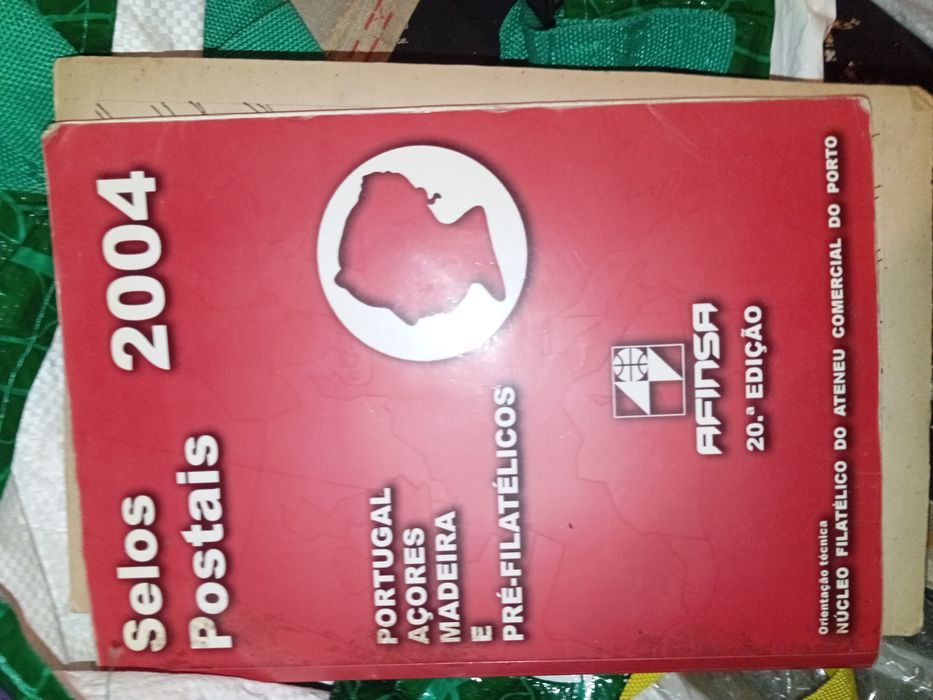 Selos
Postais 2004
PORTUGAL
AÇORES
MADEIRA
E
PRÉ-FILATÉLICOS
AFINSA
20.ª EDIÇÃO
Orientação técnica
NÚCLEO FILATÉLICO DO ATENEU COMERCIAL DO PORTO